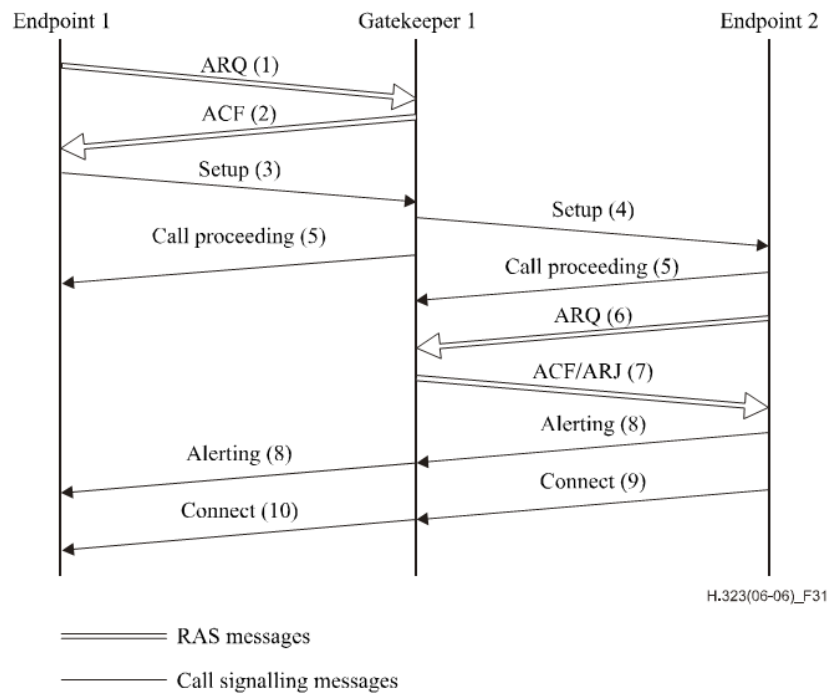 Endpoint 1
Gatekeeper 1
Endpoint 2
ARQ (1)
ACF (2)
Setup (3)
Setup (4)
Call proceeding (5)
Call proceeding (5)
ARQ (6)
ACF/ARJ (7)
Alerting (8)
Alerting (8)
Connect (9)
Connect (10)
H.323(06-06)_F31
RAS messages
Call signalling messages